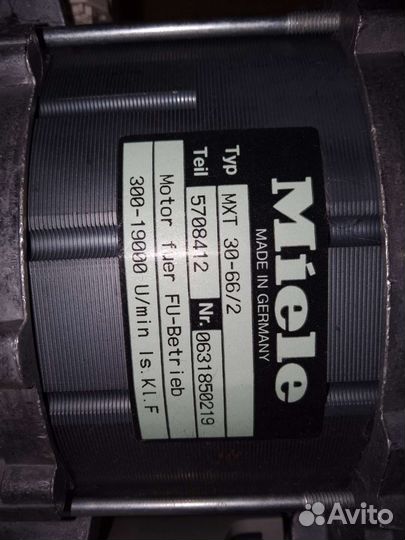 Miele
MADE IN GERMANY
Typ MXT 30-66/2
Teil 5708412 Nr. 0631850219
Motor fuer FU-Betrieb
300-19000 U/min Is.Kl.F
Avito